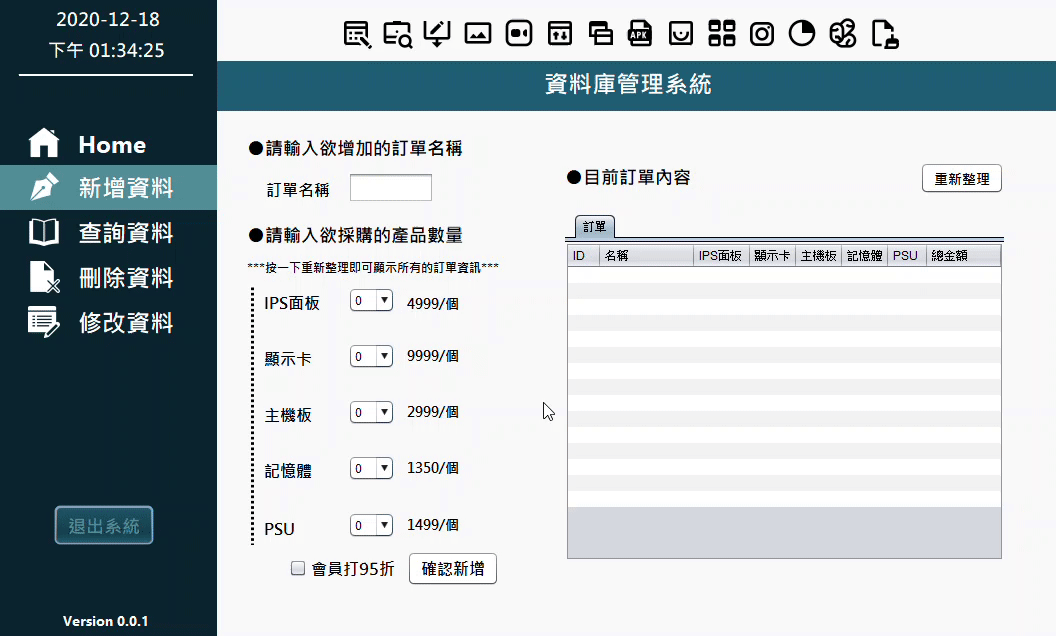 2020-12-18
下午 01:34:25
Home
新增資料
查詢資料
刪除資料
修改資料
退出系統
Version 0.0.1
APK
資料庫管理系統
●請輸入欲增加的訂單名稱
訂單名稱
●請輸入欲採購的產品數量
***按一下重新整理即可顯示所有的訂單資訊***
IPS面板 0 4999/個
顯示卡 0 9999/個
主機板 0 2999/個
記憶體 0 1350/個
PSU 0 1499/個
會員打95折 確認新增
●目前訂單內容 重新整理
訂單
ID 名稱 IPS面板 顯示卡 主機板 記憶體 PSU 總金額